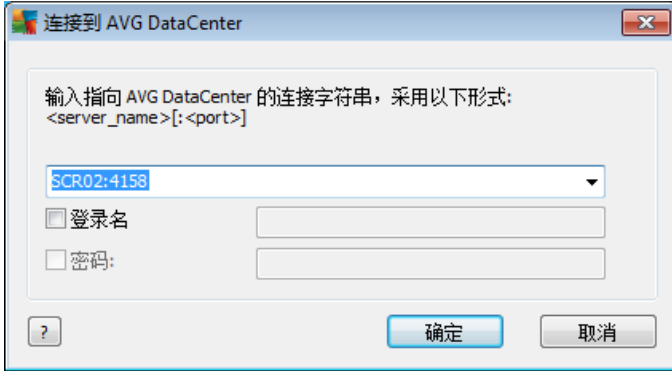 连接到 AVG DataCenter
输入指向 AVG DataCenter 的连接字符串，采用以下形式:
<server_name>[:<port>]
SCR02:4158
登录名
密码:
?
确定
取消